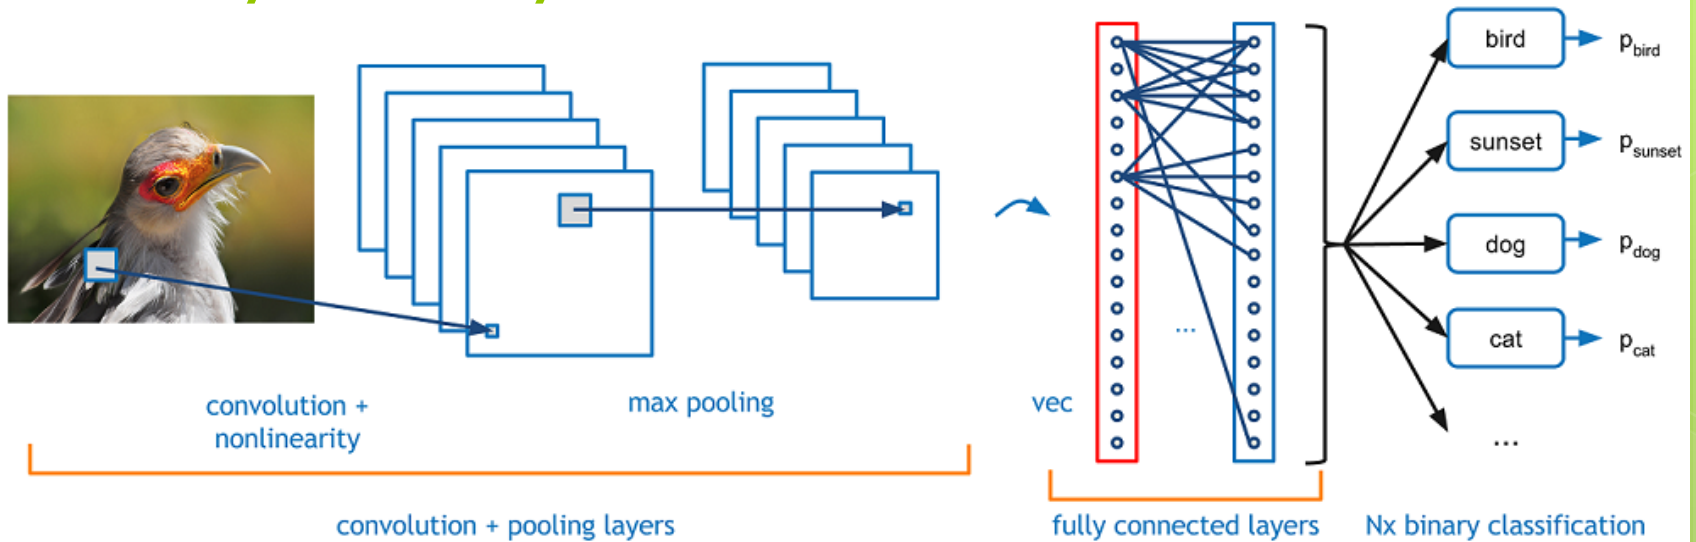 bird
p_bird
sunset
p_sunset
dog
p_dog
cat
p_cat
...
...
convolution +
nonlinearity
max pooling
vec
convolution + pooling layers
fully connected layers
Nx binary classification